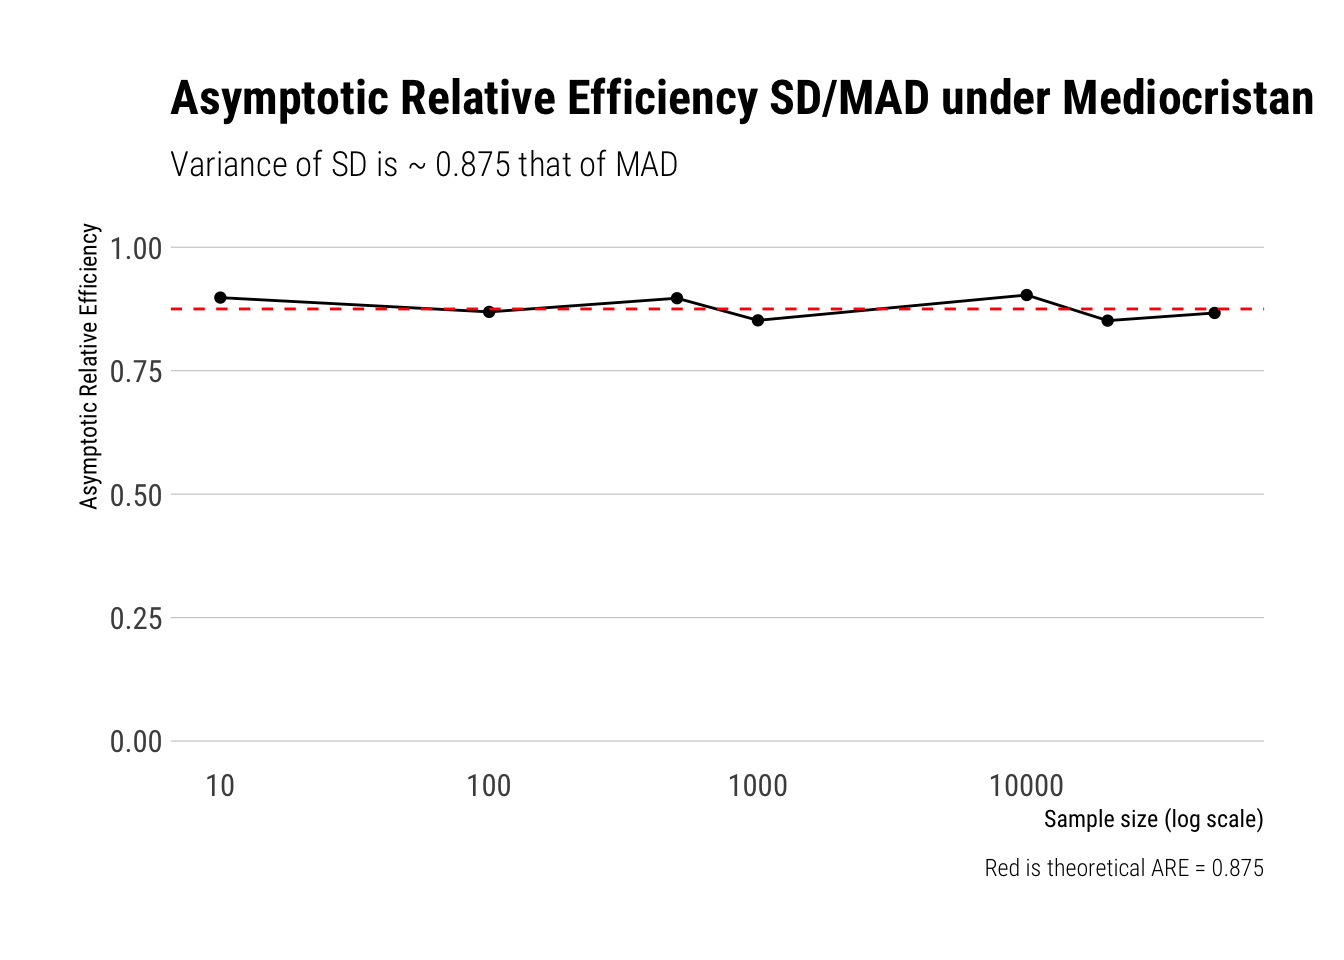 Asymptotic Relative Efficiency SD/MAD under Mediocristan
Variance of SD is ~ 0.875 that of MAD
Asymptotic Relative Efficiency
1.00
0.75
0.50
0.25
0.00
10 100 1000 10000
Sample size (log scale)
Red is theoretical ARE = 0.875